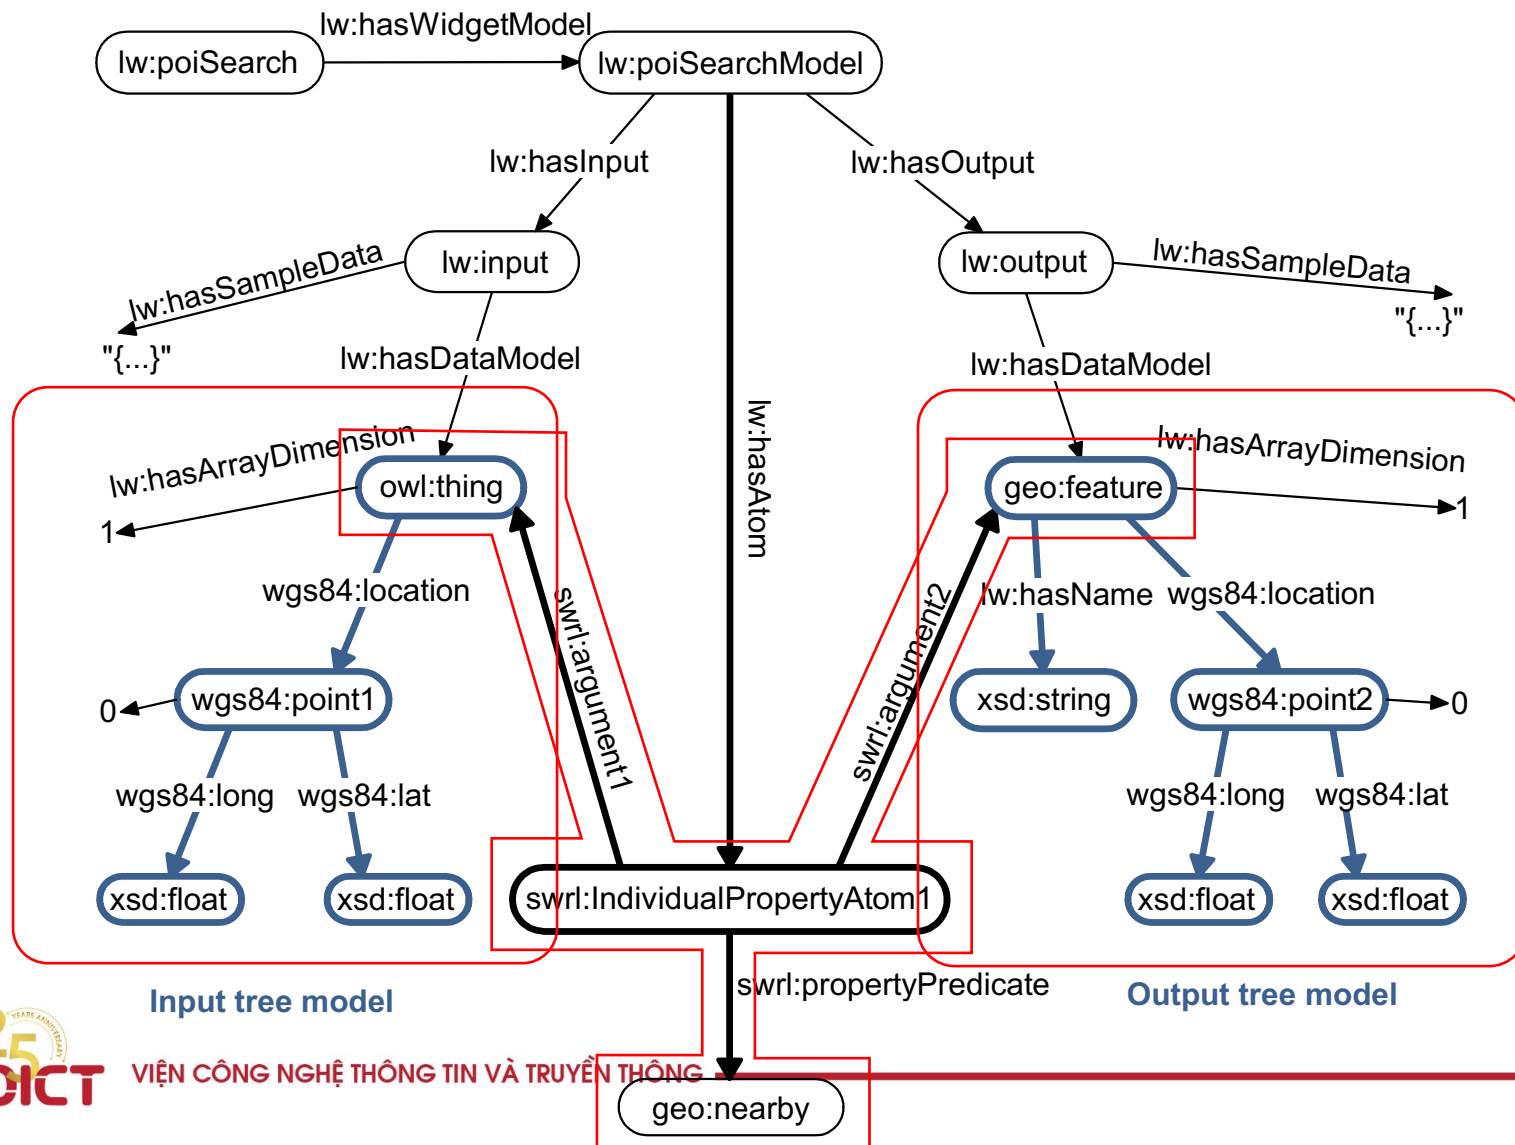 lw:hasWidgetModel
lw:poiSearch
lw:poiSearchModel
lw:hasInput
lw:hasOutput
lw:input
lw:output
lw:hasSampleData
lw:hasSampleData
"{...}"
"{...}"
lw:hasDataModel
lw:hasDataModel
lw:hasAtom
lw:hasArrayDimension
lw:hasArrayDimension
owl:thing
geo:feature
1
1
wgs84:location
lw:hasName
wgs84:location
swrl:argument1
swrl:argument2
0
wgs84:point1
xsd:string
wgs84:point2
0
wgs84:long
wgs84:lat
wgs84:long
wgs84:lat
xsd:float
xsd:float
swrl:IndividualPropertyAtom1
xsd:float
xsd:float
swrl:propertyPredicate
Input tree model
Output tree model
YEARS ANNIVERSARY
5
OICT
VIỆN CÔNG NGHỆ THÔNG TIN VÀ TRUYỀN THÔNG
geo:nearby